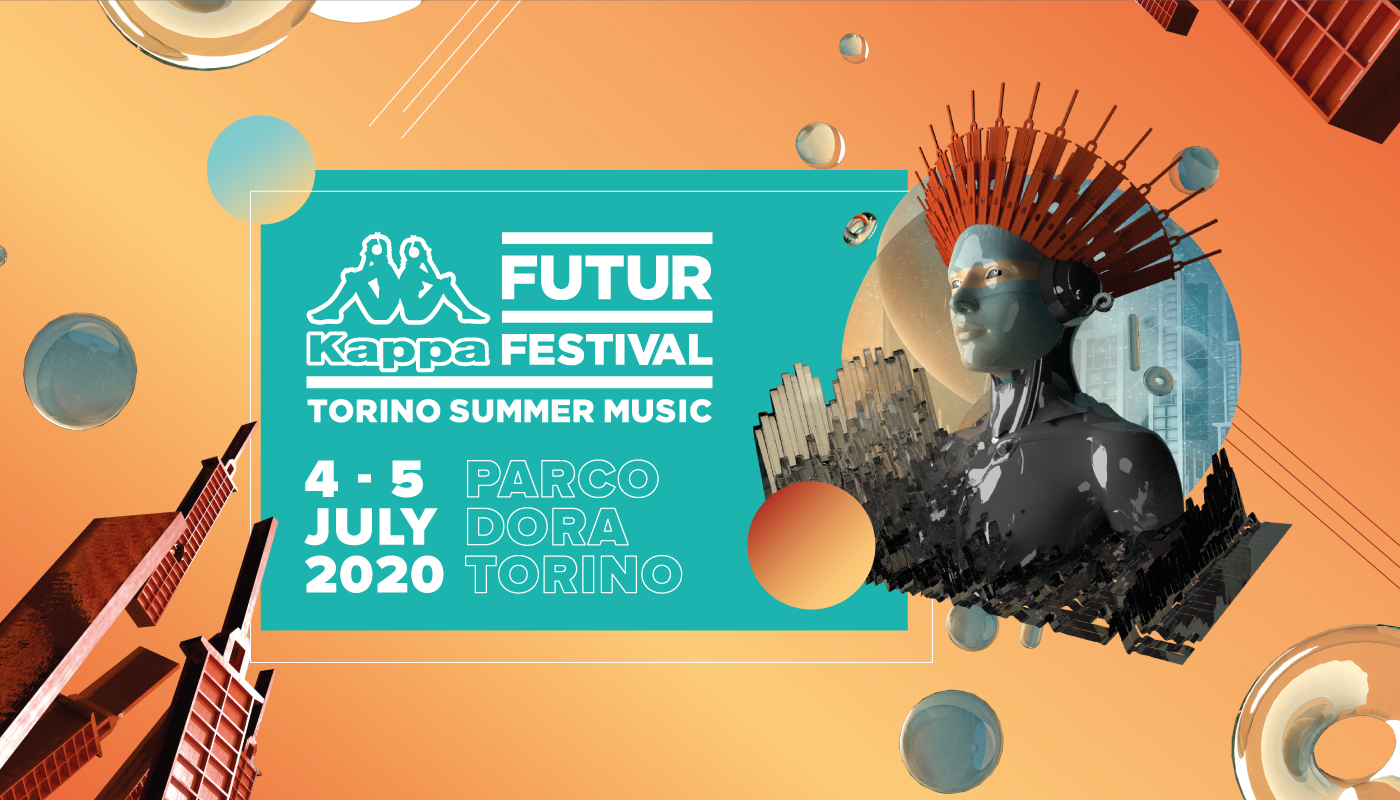 FUTUR
Kappa FESTIVAL
TORINO SUMMER MUSIC
4 - 5
JULY
2020
PARCO
DORA
TORINO